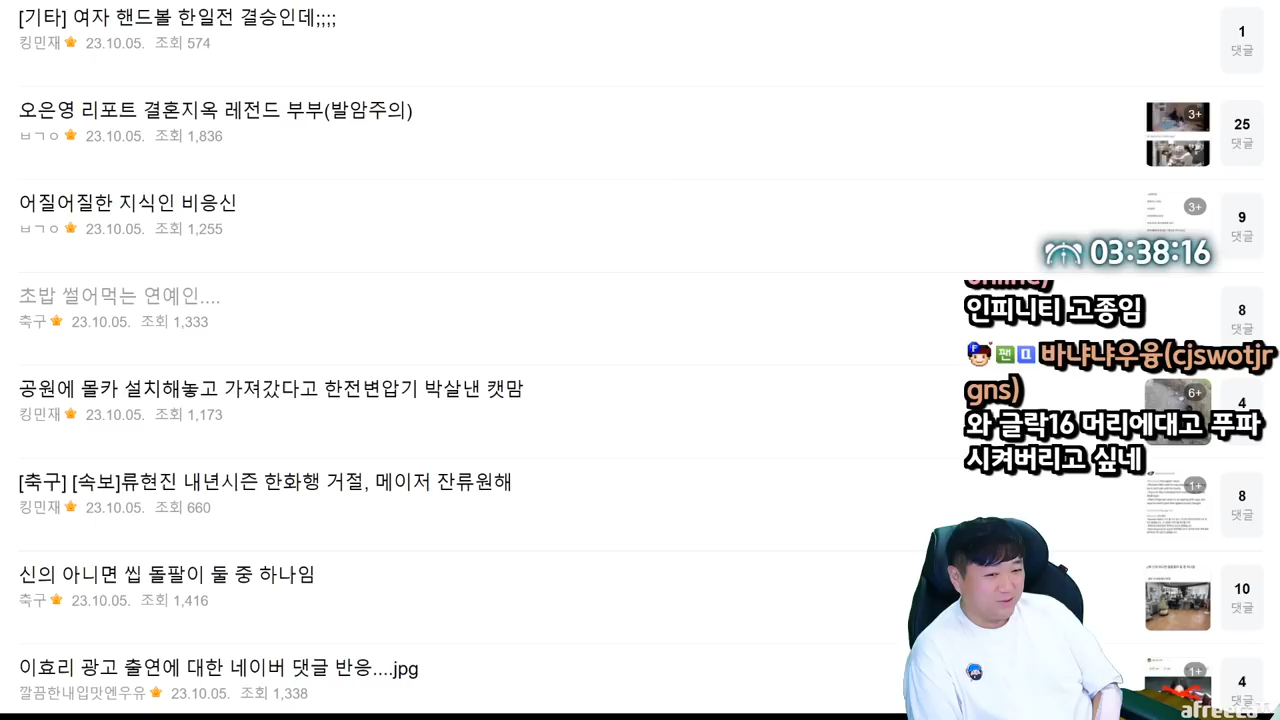 [기타] 여자 핸드볼 한일전 결승인데;;;;
킹민재 23.10.05. 조회 574
1
댓글
오은영 리포트 결혼지옥 레전드 부부(발암주의)
ㅂㄱㅇ 23.10.05. 조회 1,836
3+
25
댓글
어질어질한 지식인 비응신
ㅂㄱㅇ 23.10.05. 조회 1,255
3+
9
댓글
03:38:16
초밥 썰어먹는 연예인....
축구 23.10.05. 조회 1,333
8
댓글
인피니티 고종임
팬 바냐냐우융(cjswotjr
gns)
와 글락16 머리에대고 푸파
시켜버리고 싶네
공원에 몰카 설치해놓고 가져갔다고 한전변압기 박살낸 캣맘
킹민재 23.10.05. 조회 1,173
6+
4
[축구] [속보]류현진 내년시즌 한화행 거절, 메이저 잔류원해
킹민재 23.10.05. 조회 660
1+
댓글
신의 아니면 씹 돌팔이 둘 중 하나임
축구 23.10.05. 조회 1,416
10
댓글
이효리 광고 출연에 대한 네이버 댓글 반응....jpg
깔끔한내입맛엔우유 23.10.05. 조회 1,338
1+
4
댓글